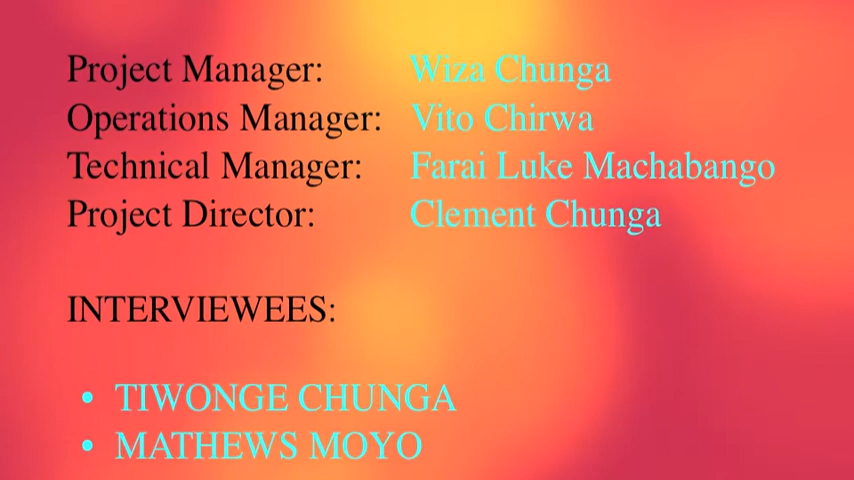 Project Manager: Wiza Chunga
Operations Manager: Vito Chirwa
Technical Manager: Farai Luke Machabango
Project Director: Clement Chunga
INTERVIEWEES:
• TIWONGE CHUNGA
• MATHEWS MOYO